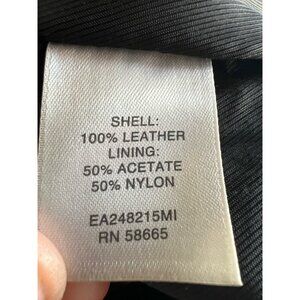 SHELL:
100% LEATHER
LINING:
50% ACETATE
50% NYLON
EA248215MI
RN 58665